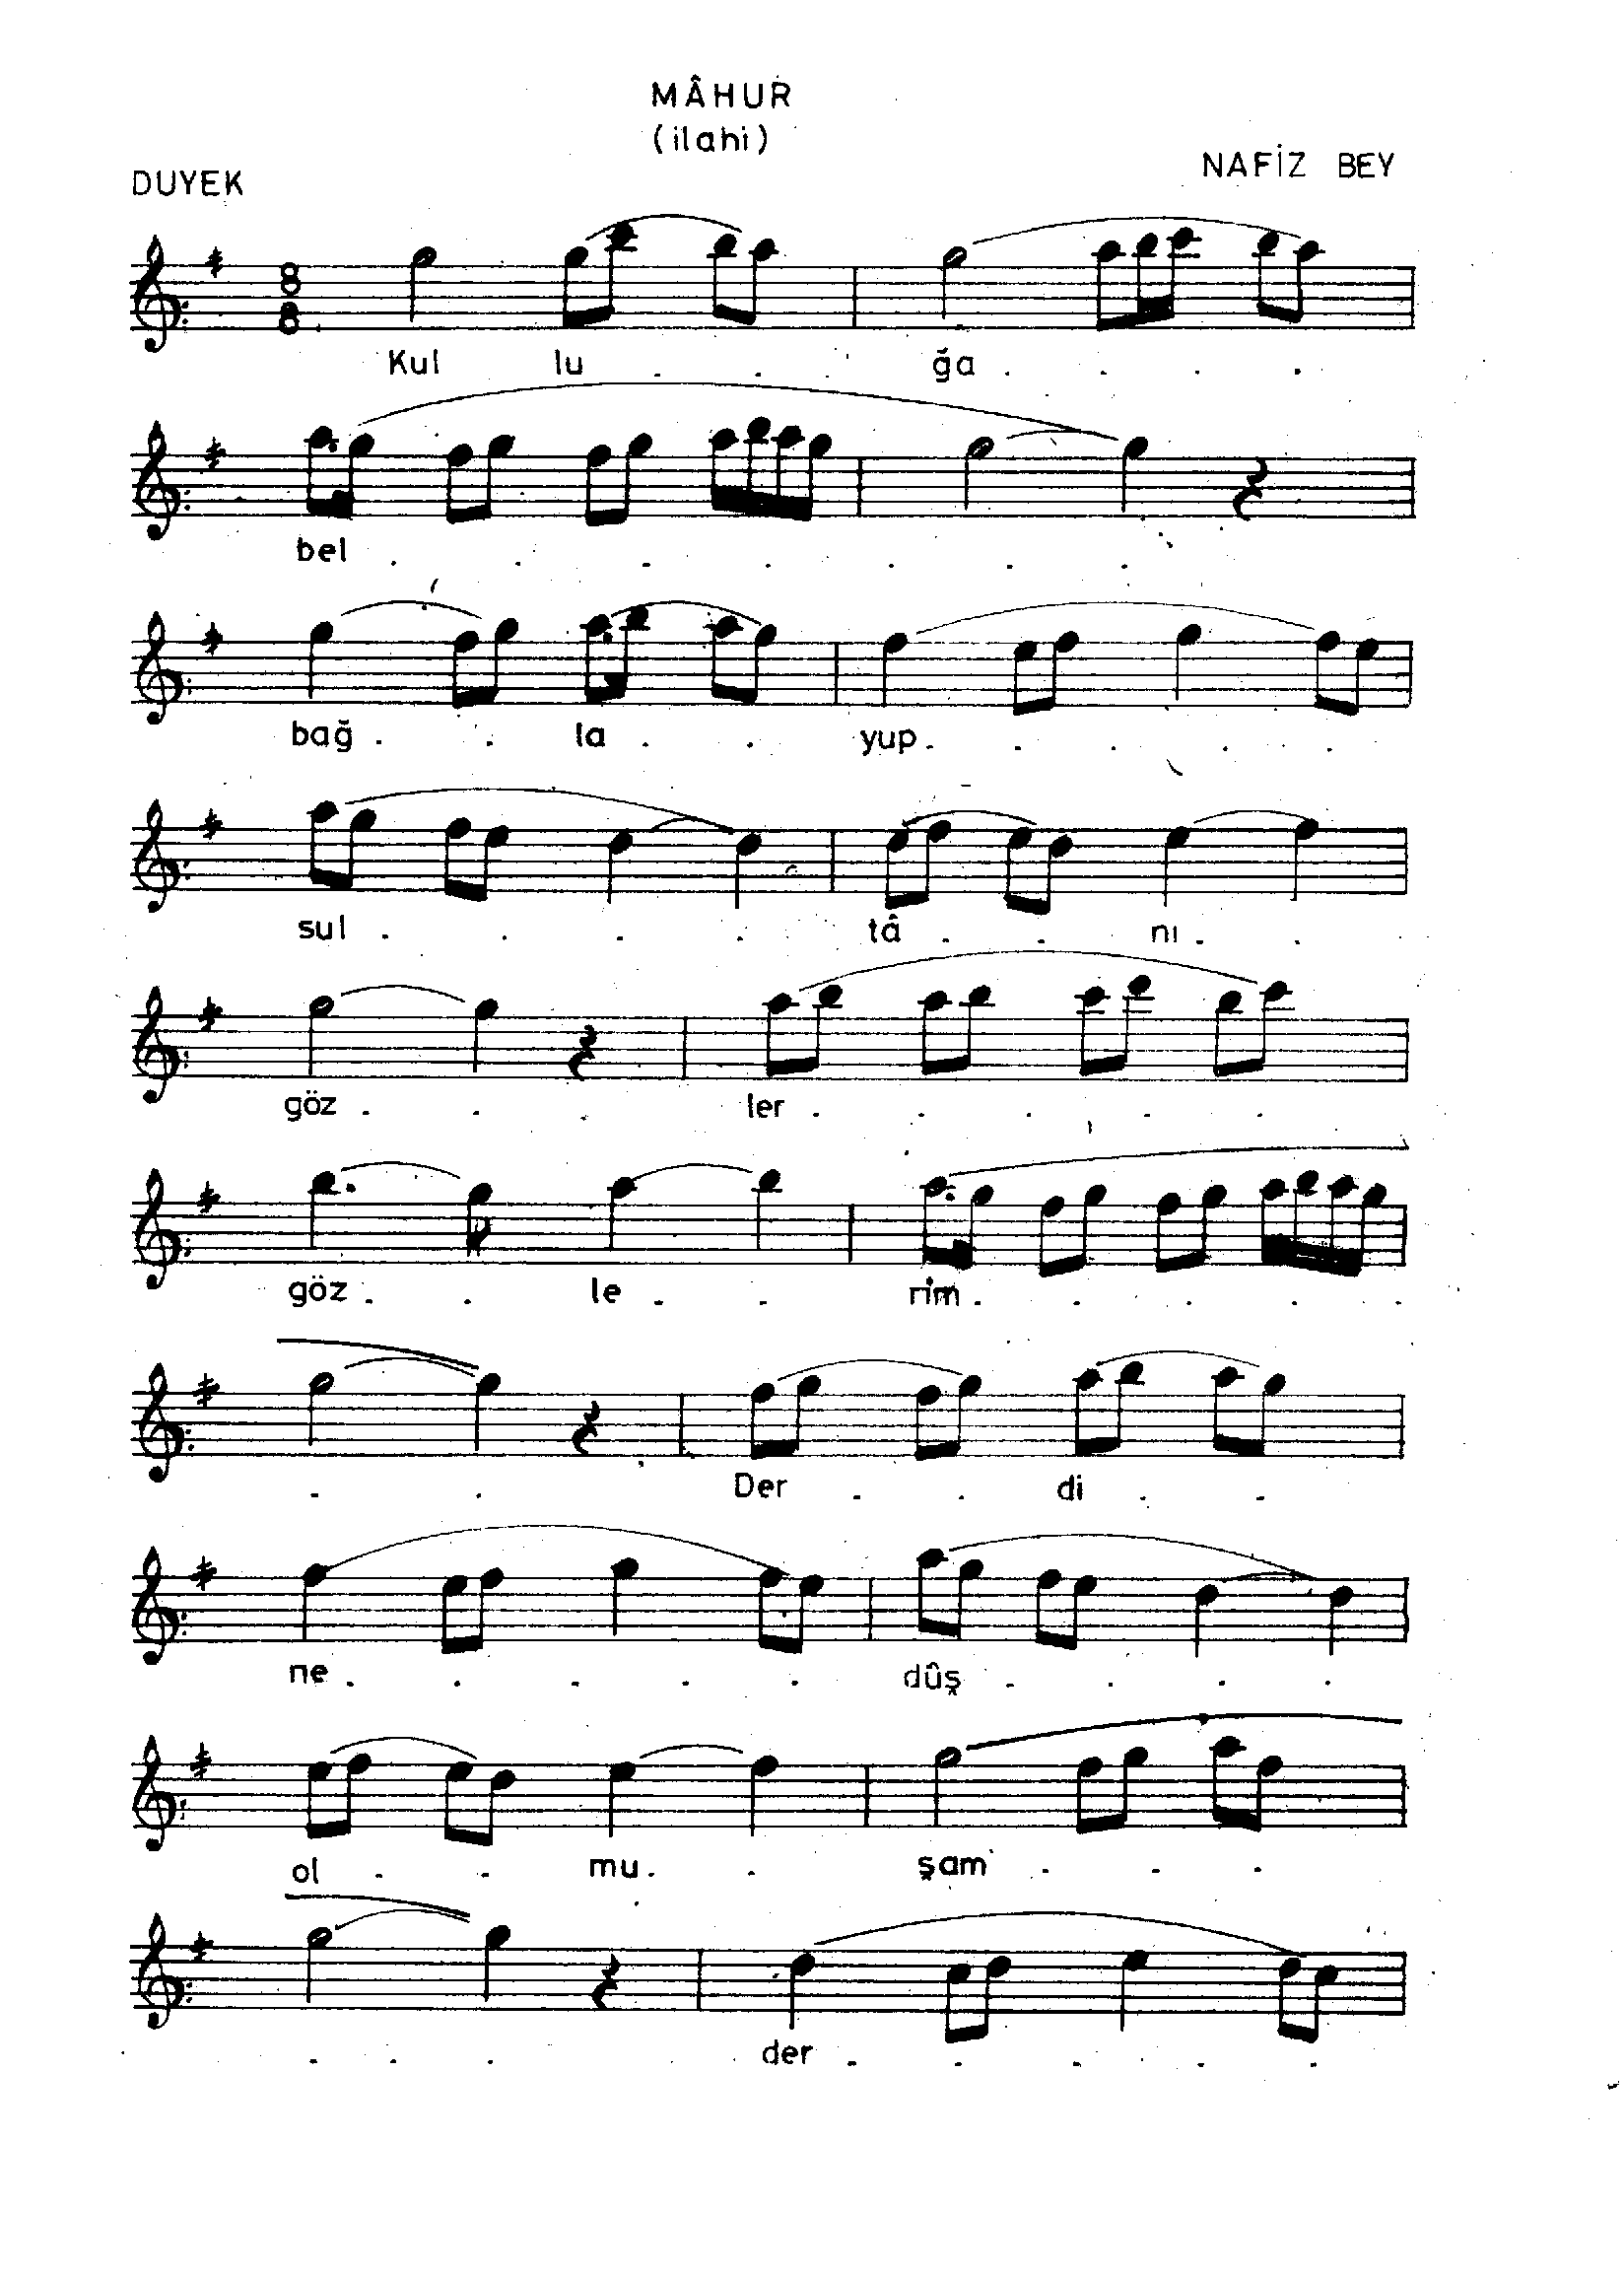 MÂHUR
(ilahi)
DUYEK
NAFİZ BEY
8
8
Kul lu . . . ğa . . . .
bel . . . . . . .
bağ . . la . . yup . . . . .
sul . . . . tâ . . nı . .
göz . . . ler . . . . .
göz . . le . . rim . . . . .
. . Der . . di . .
ne . . . . . dûş . . . .
ol . . mu . . şam . . .
. . . der . . . . .